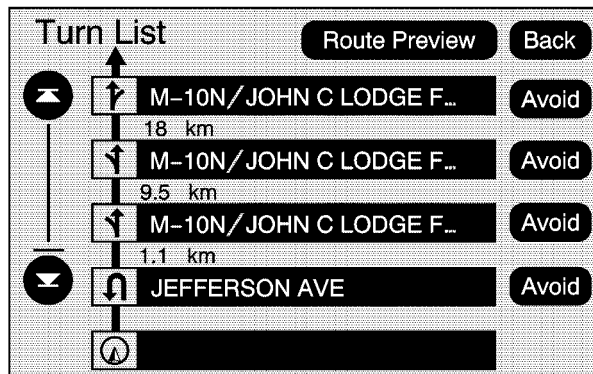 Turn List
Route Preview
Back
M-10N/JOHN C LODGE F...
Avoid
18 km
M-10N/JOHN C LODGE F...
Avoid
9.5 km
M-10N/JOHN C LODGE F...
Avoid
1.1 km
JEFFERSON AVE
Avoid